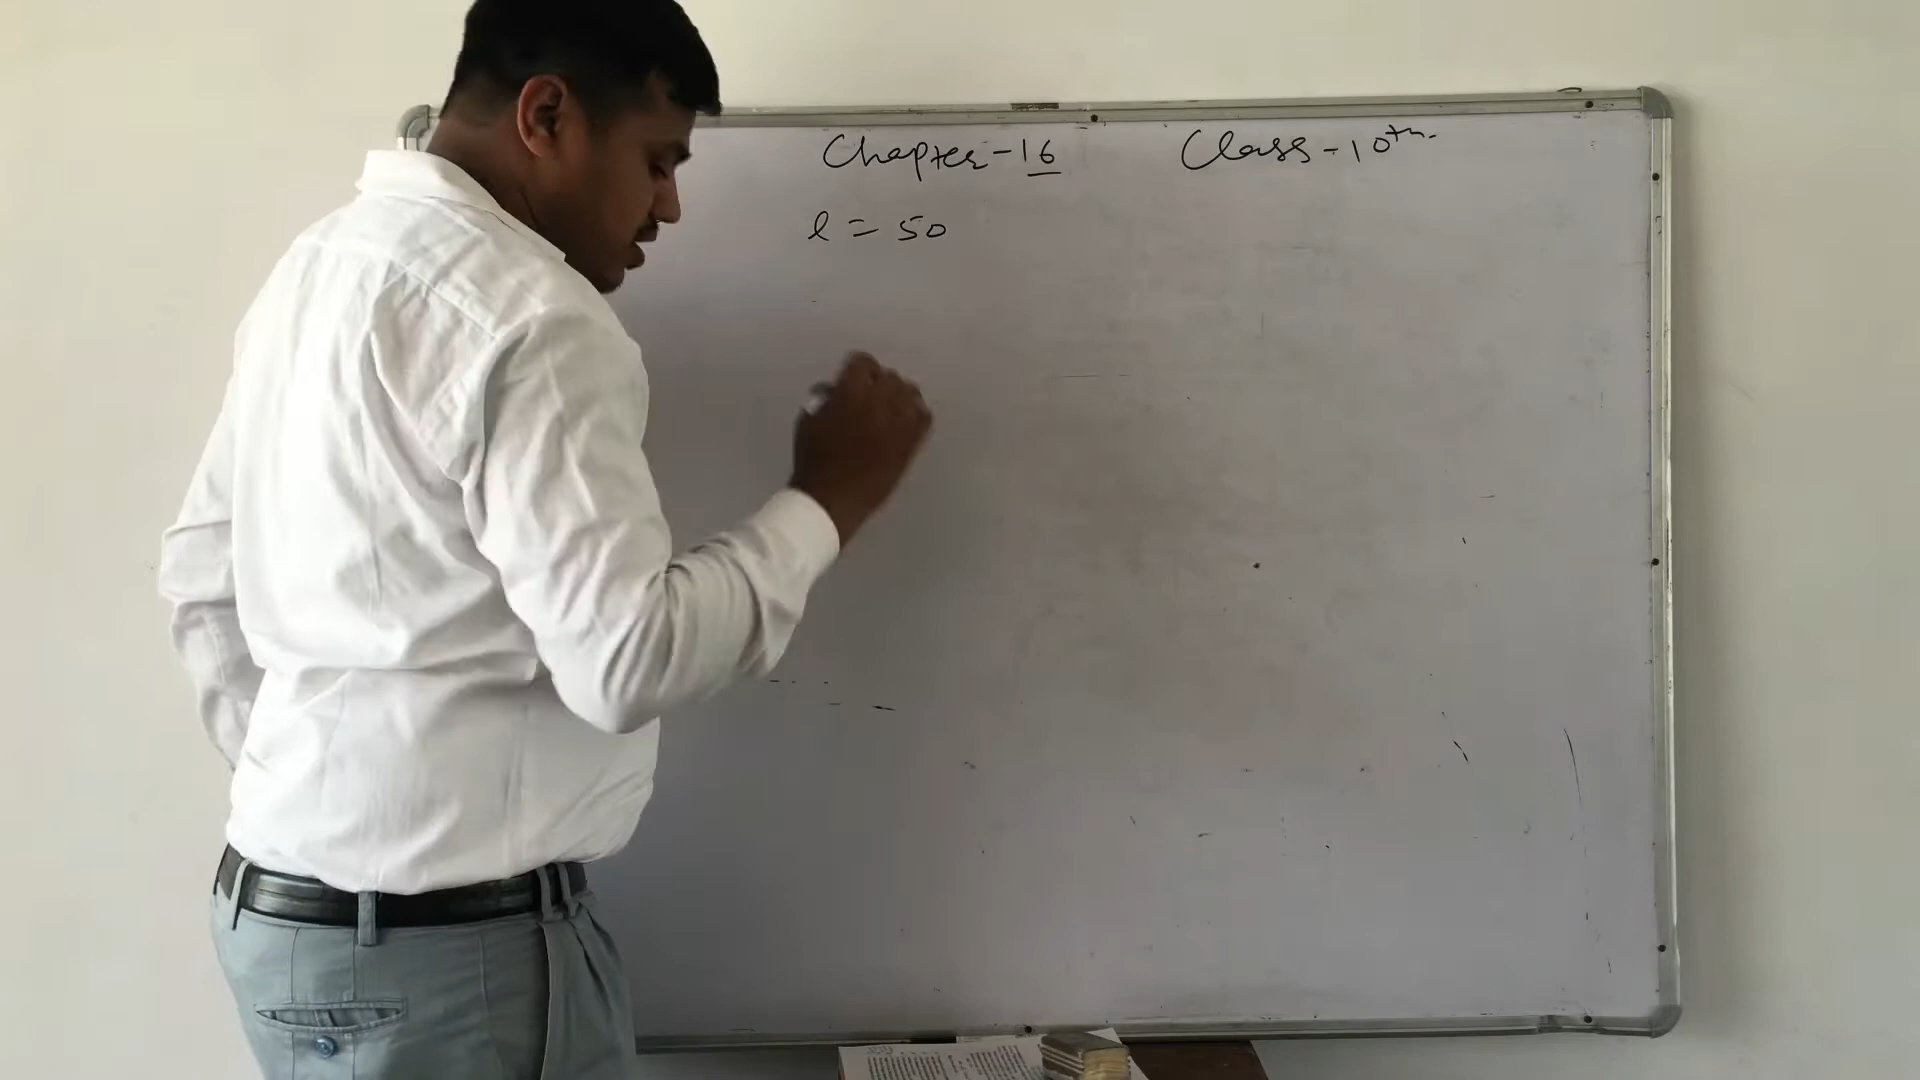 Chapter-16 Class-10th.
l = 50